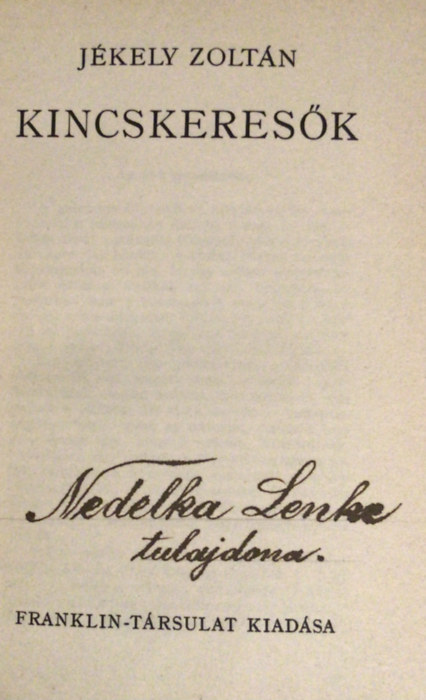 JÉKELY ZOLTÁN
KINCSKERESŐK
Nedelka Lenke
tulajdona.
FRANKLIN-TÁRSULAT KIADÁSA